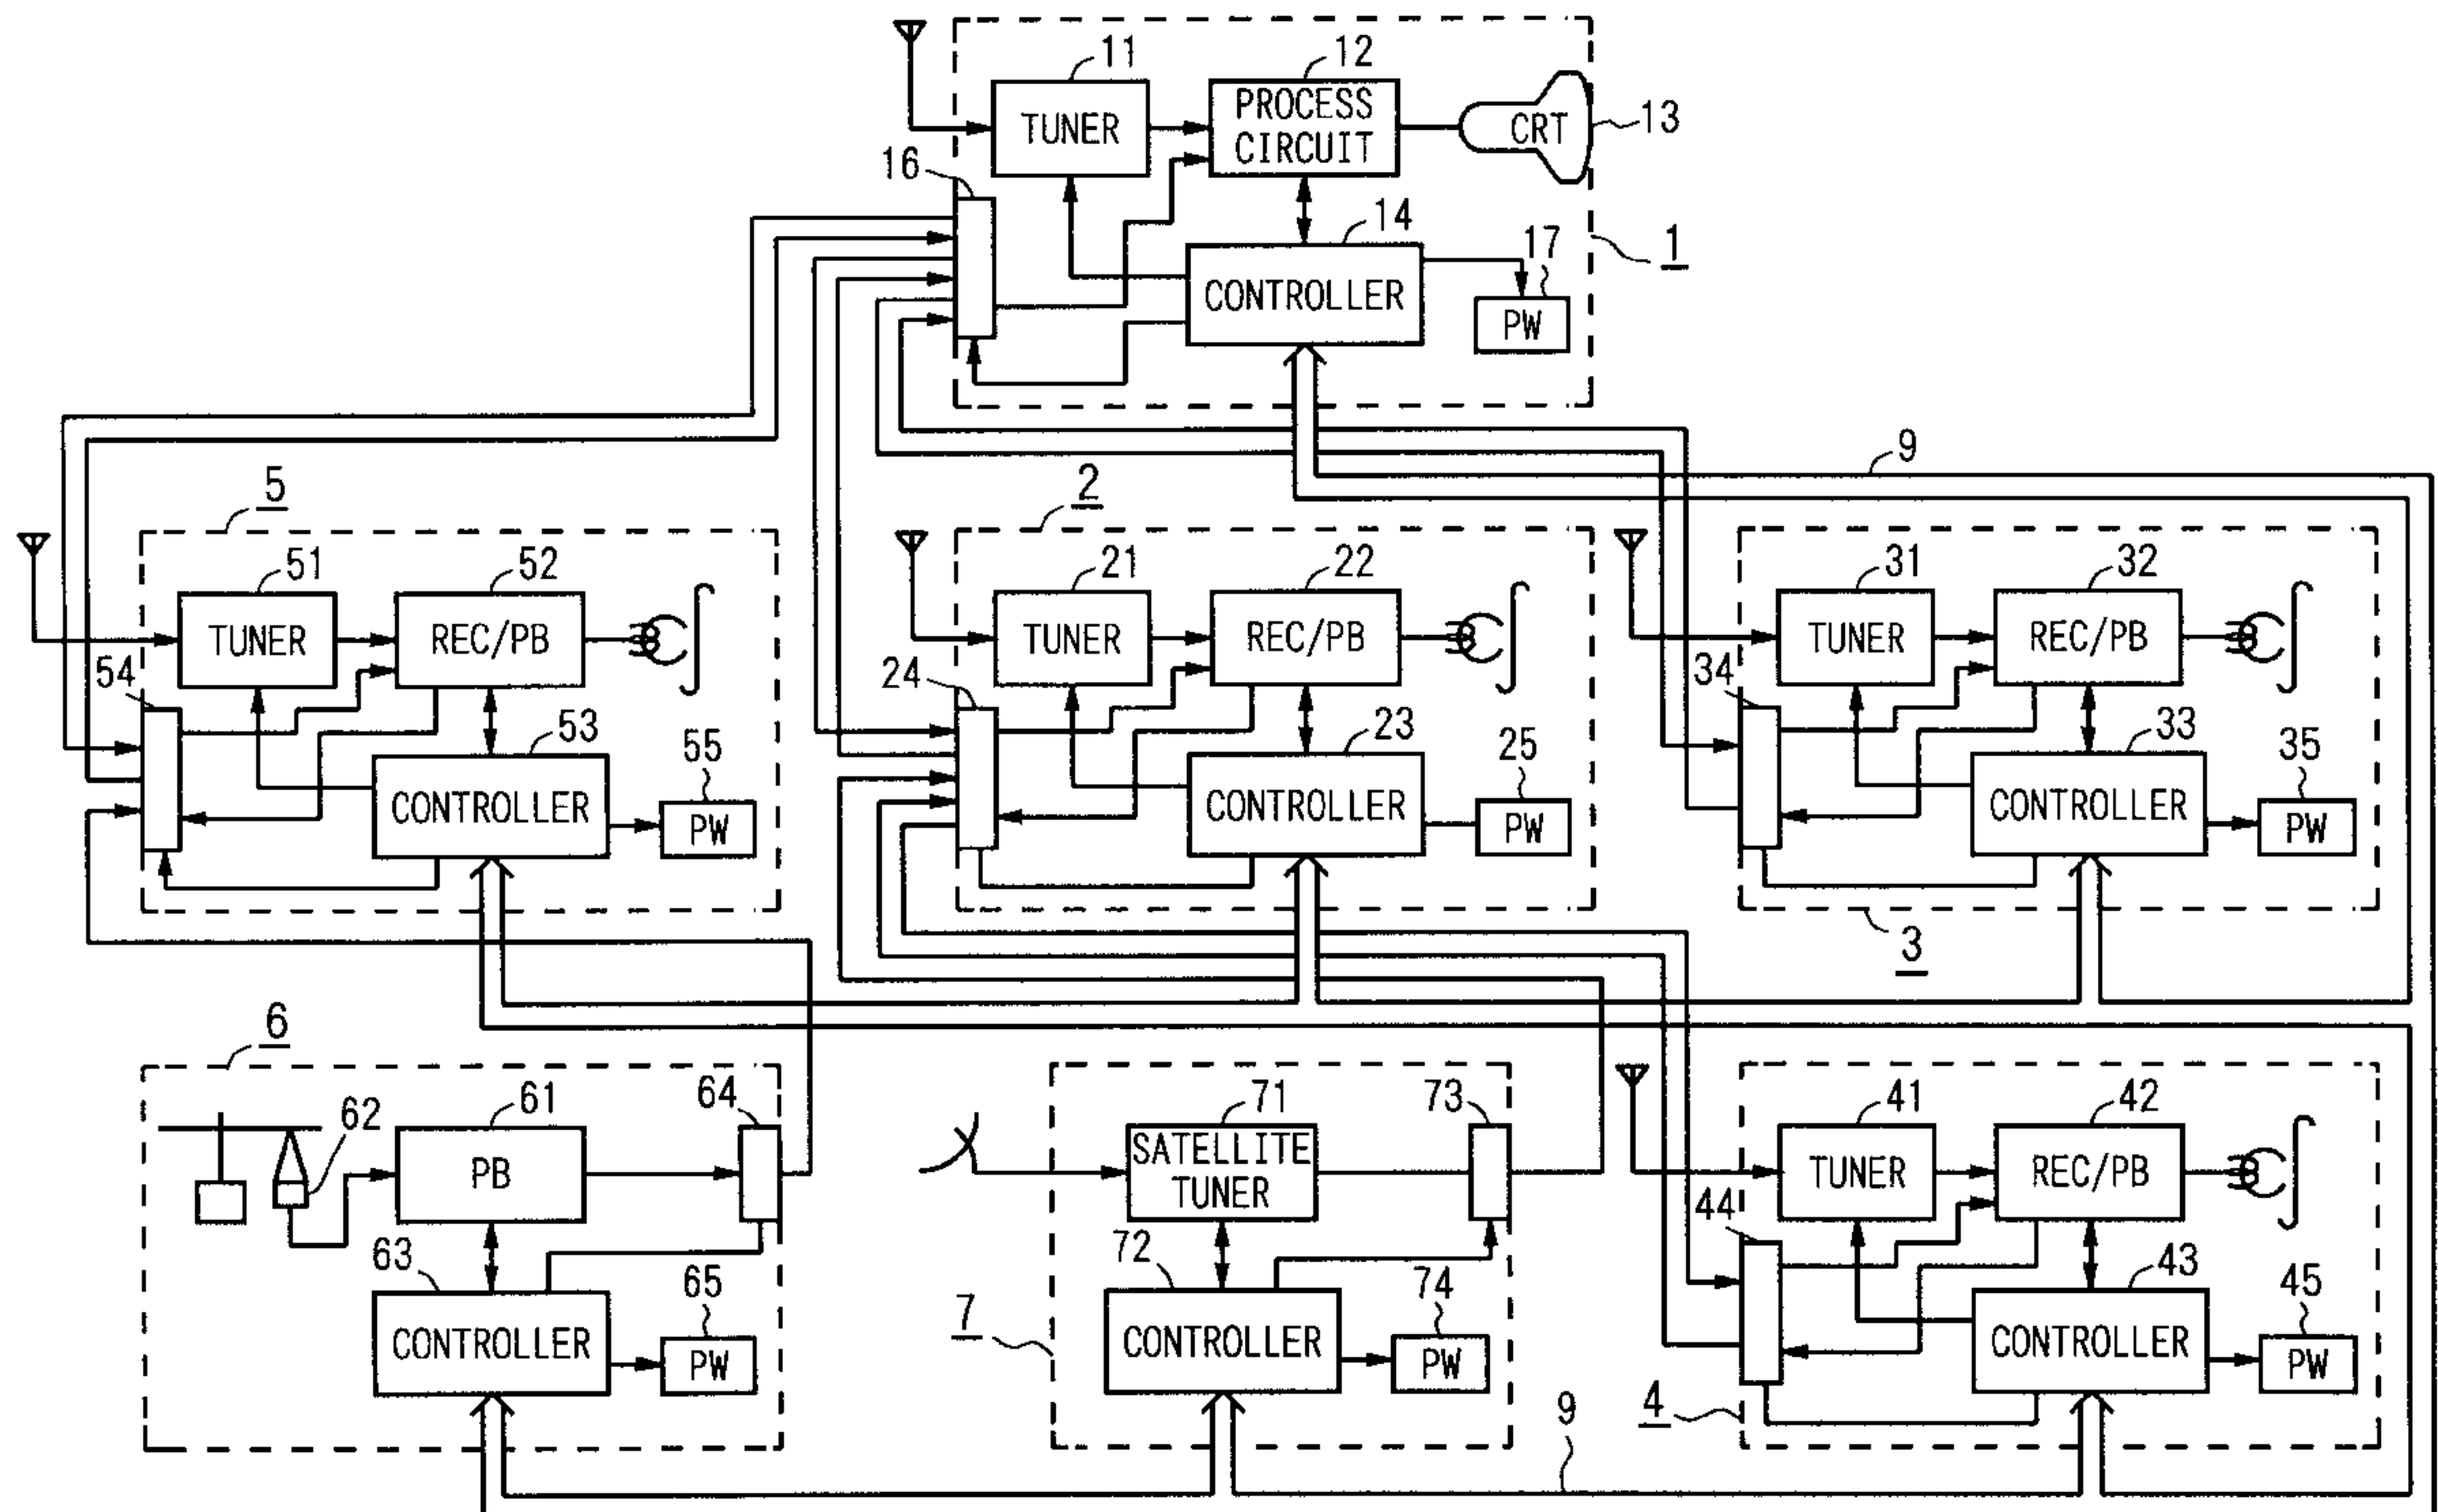 11
12
TUNER
PROCESS
CIRCUIT
CRT
13
16
14
17
1
CONTROLLER
PW
9
5
2
51
52
21
22
31
32
TUNER
REC/PB
TUNER
REC/PB
TUNER
REC/PB
54
24
34
53
55
23
25
33
35
CONTROLLER
PW
CONTROLLER
PW
CONTROLLER
PW
3
6
62
61
64
71
73
41
42
PB
SATELLITE
TUNER
TUNER
REC/PB
44
63
65
72
74
43
45
7
CONTROLLER
PW
CONTROLLER
PW
CONTROLLER
PW
9
4